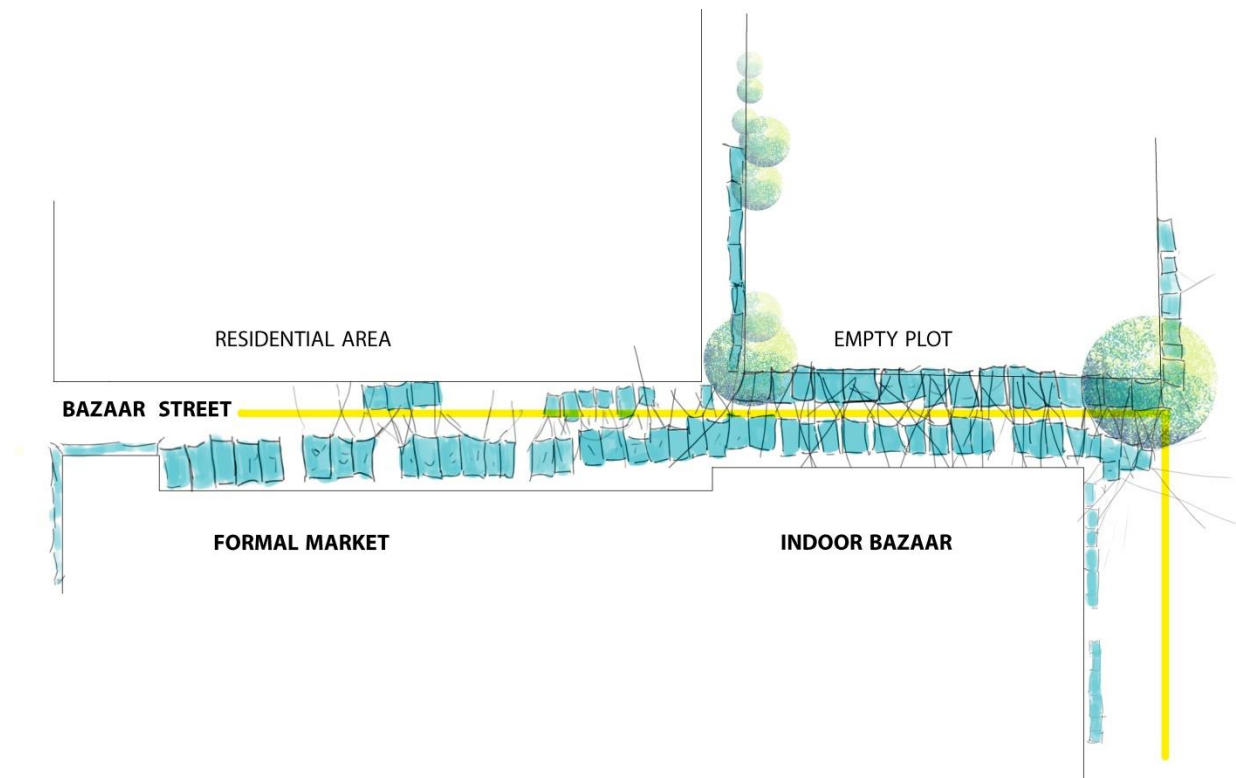 RESIDENTIAL AREA
EMPTY PLOT
BAZAAR STREET
FORMAL MARKET
INDOOR BAZAAR